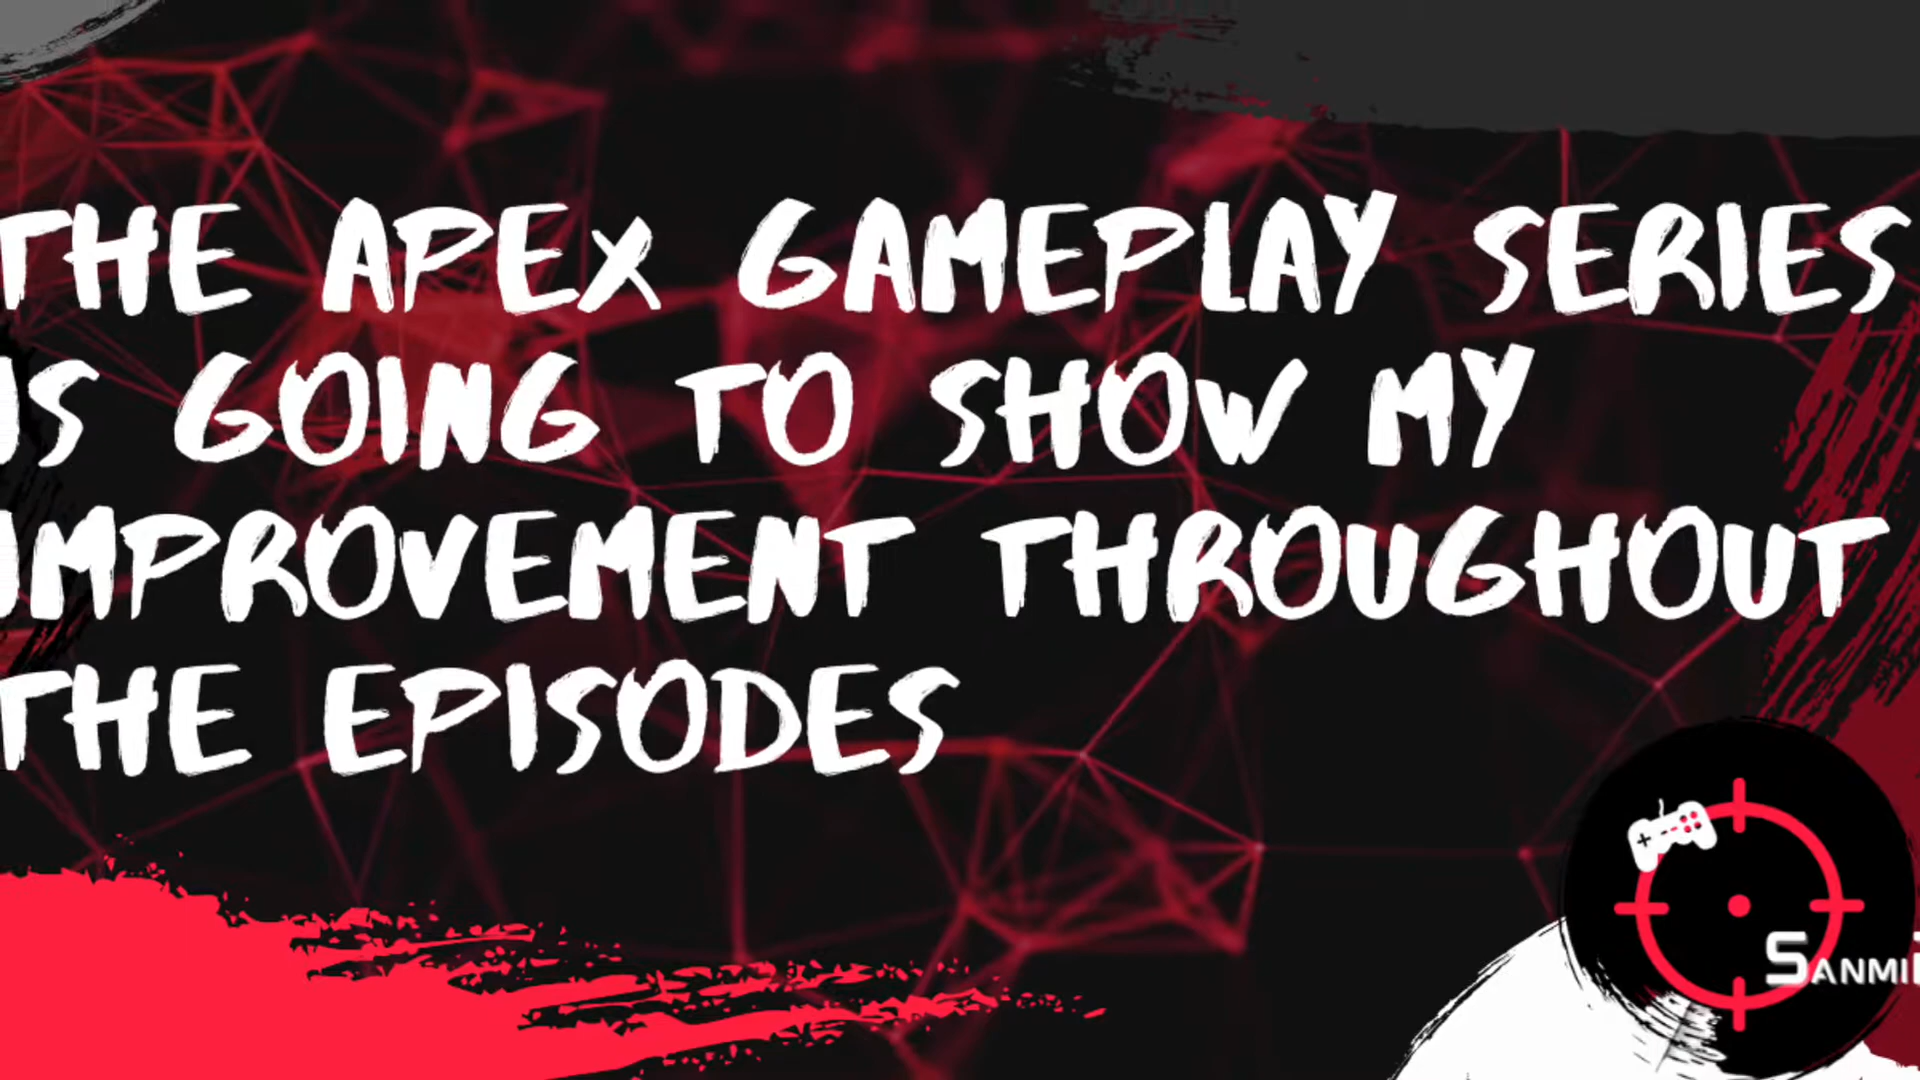 THE APEX GAMEPLAY SERIES
IS GOING TO SHOW MY
IMPROVEMENT THROUGHOUT
THE EPISODES